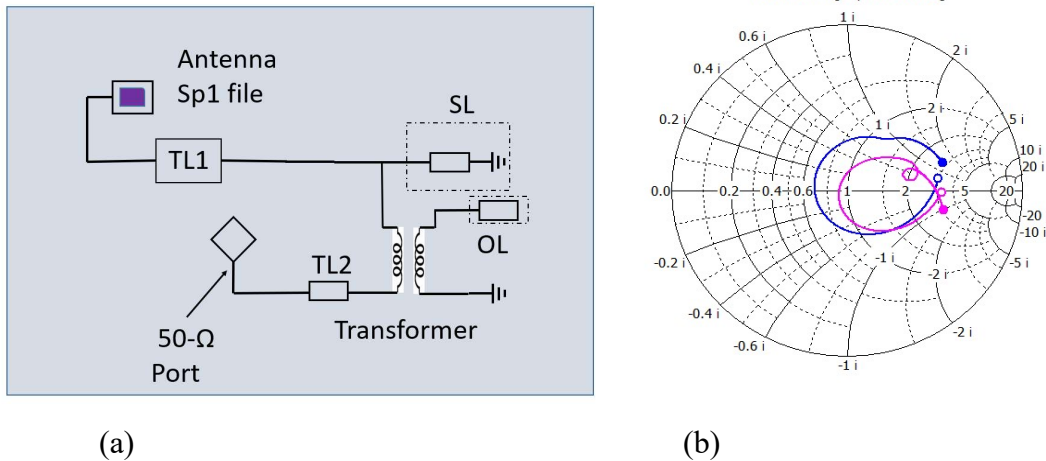 Antenna
Sp1 file
SL
TL1
OL
TL2
Transformer
50-Ω
Port
(a)
1 i
0.6 i
2 i
0.4 i
5 i
0.2 i
2 i
1 i
10 i
20 i
0.0
0.2
0.4
0.6
1
2
5
20
-20 i
-10 i
-0.2 i
-1 i
-2 i
-5 i
-0.4 i
-0.6 i
-2 i
-1 i
(b)